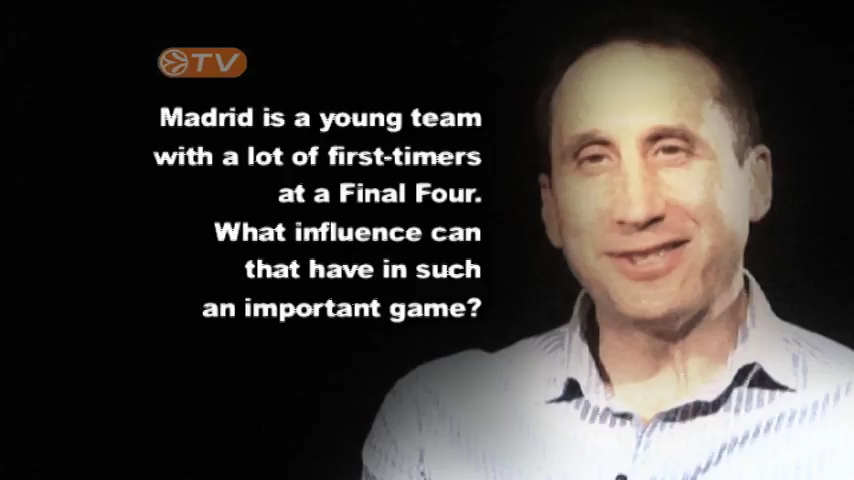 TV
Madrid is a young team
with a lot of first-timers
at a Final Four.
What influence can
that have in such
an important game?